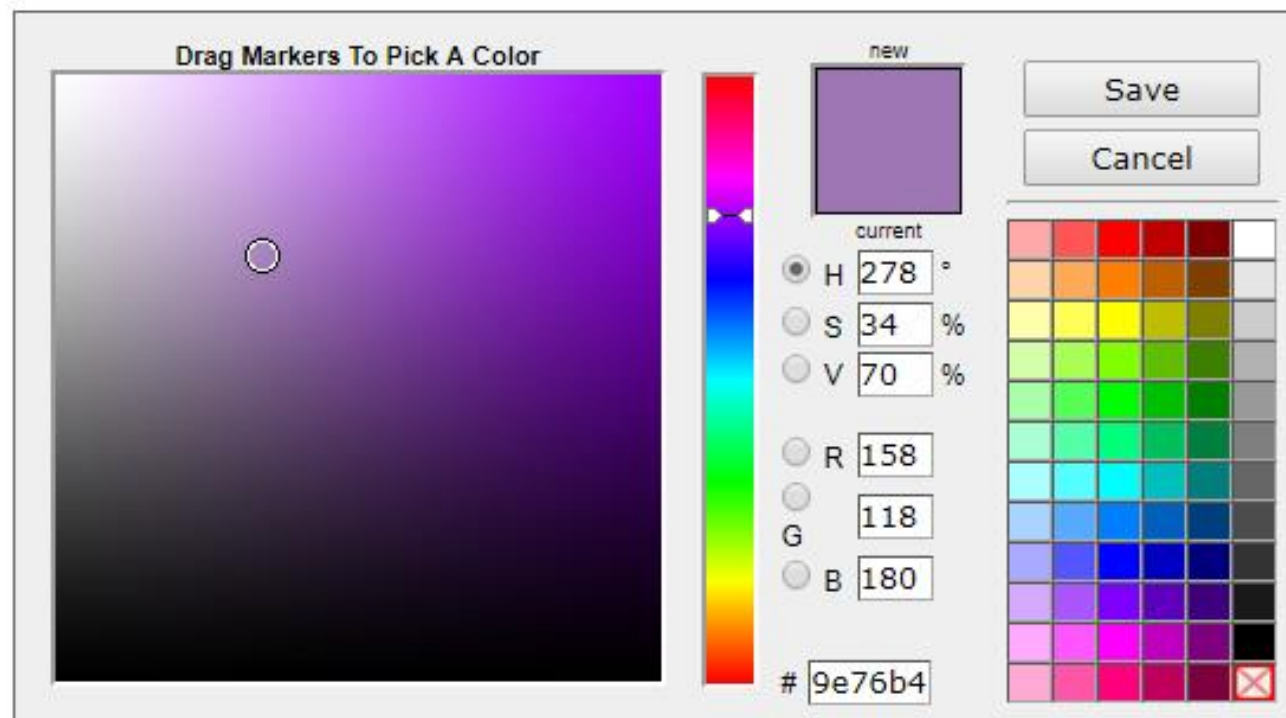 Drag Markers To Pick A Color
new
current
H 278 °
S 34 %
V 70 %
R 158
G 118
B 180
# 9e76b4
Save
Cancel